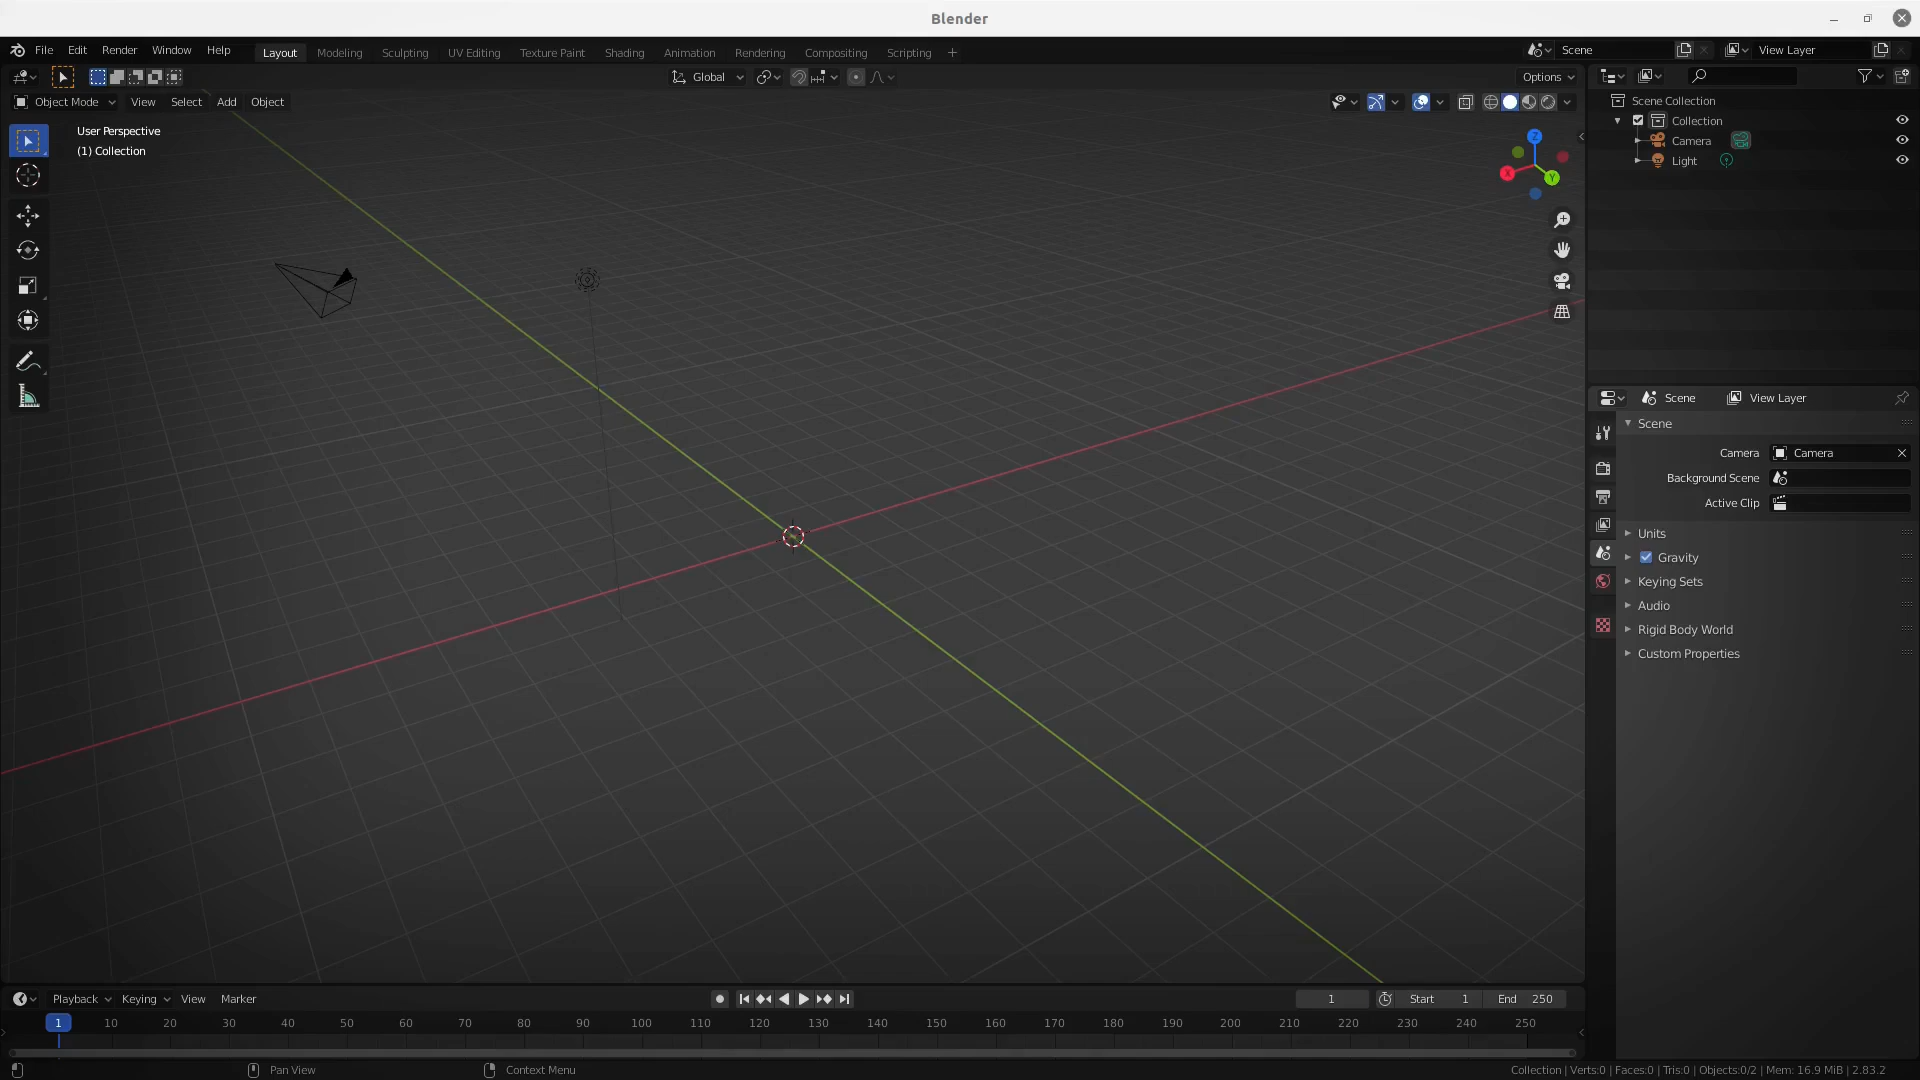 Blender
File Edit Render Window Help Layout Modeling Sculpting UV Editing Texture Paint Shading Animation Rendering Compositing Scripting + Scene View Layer
Global Options
Object Mode View Select Add Object
User Perspective
(1) Collection
Z
X
Y
Scene Collection
Collection
Camera
Light
Scene View Layer
Scene
Camera Camera
Background Scene
Active Clip
Units
Gravity
Keying Sets
Audio
Rigid Body World
Custom Properties
Playback Keying View Marker 1 Start 1 End 250
1 10 20 30 40 50 60 70 80 90 100 110 120 130 140 150 160 170 180 190 200 210 220 230 240 250
Pan View Context Menu Collection | Verts:0 | Faces:0 | Tris:0 | Objects:0/2 | Mem: 16.9 MiB | 2.83.2